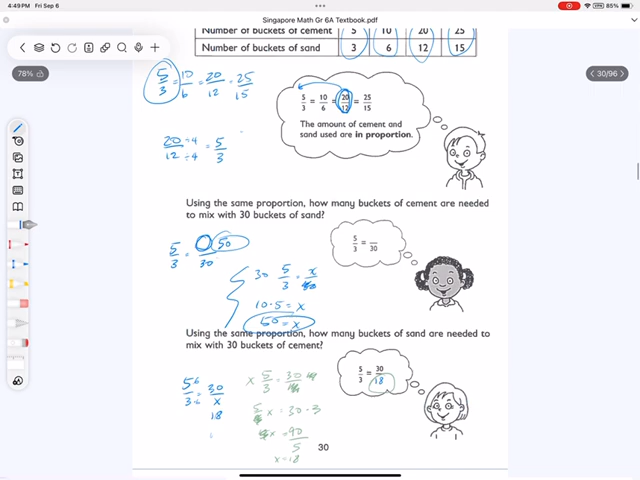 4:49 PM Fri Sep 6
85%
Singapore Math Gr 6A Textbook.pdf
Number of buckets of cement 5 10 20 25
Number of buckets of sand 3 6 12 15
78%
30/96
5/3 = 10/6 = 20/12 = 25/15
5/3 = 10/6 = 20/12 = 25/15
The amount of cement and
sand used are in proportion.
20 ÷4 / 12 ÷4 = 5/3
Using the same proportion, how many buckets of cement are needed
to mix with 30 buckets of sand?
5/3 = /30
5/3 = 50/30
30 5/3 = x/30
10·5 = x
50 = x
Using the same proportion, how many buckets of sand are needed
to mix with 30 buckets of cement?
5/3 = 30/18
5·6/3·6 = 30/x
18
x 5/3 = 30
x = 30·3
x = 90/5
x = 18
30